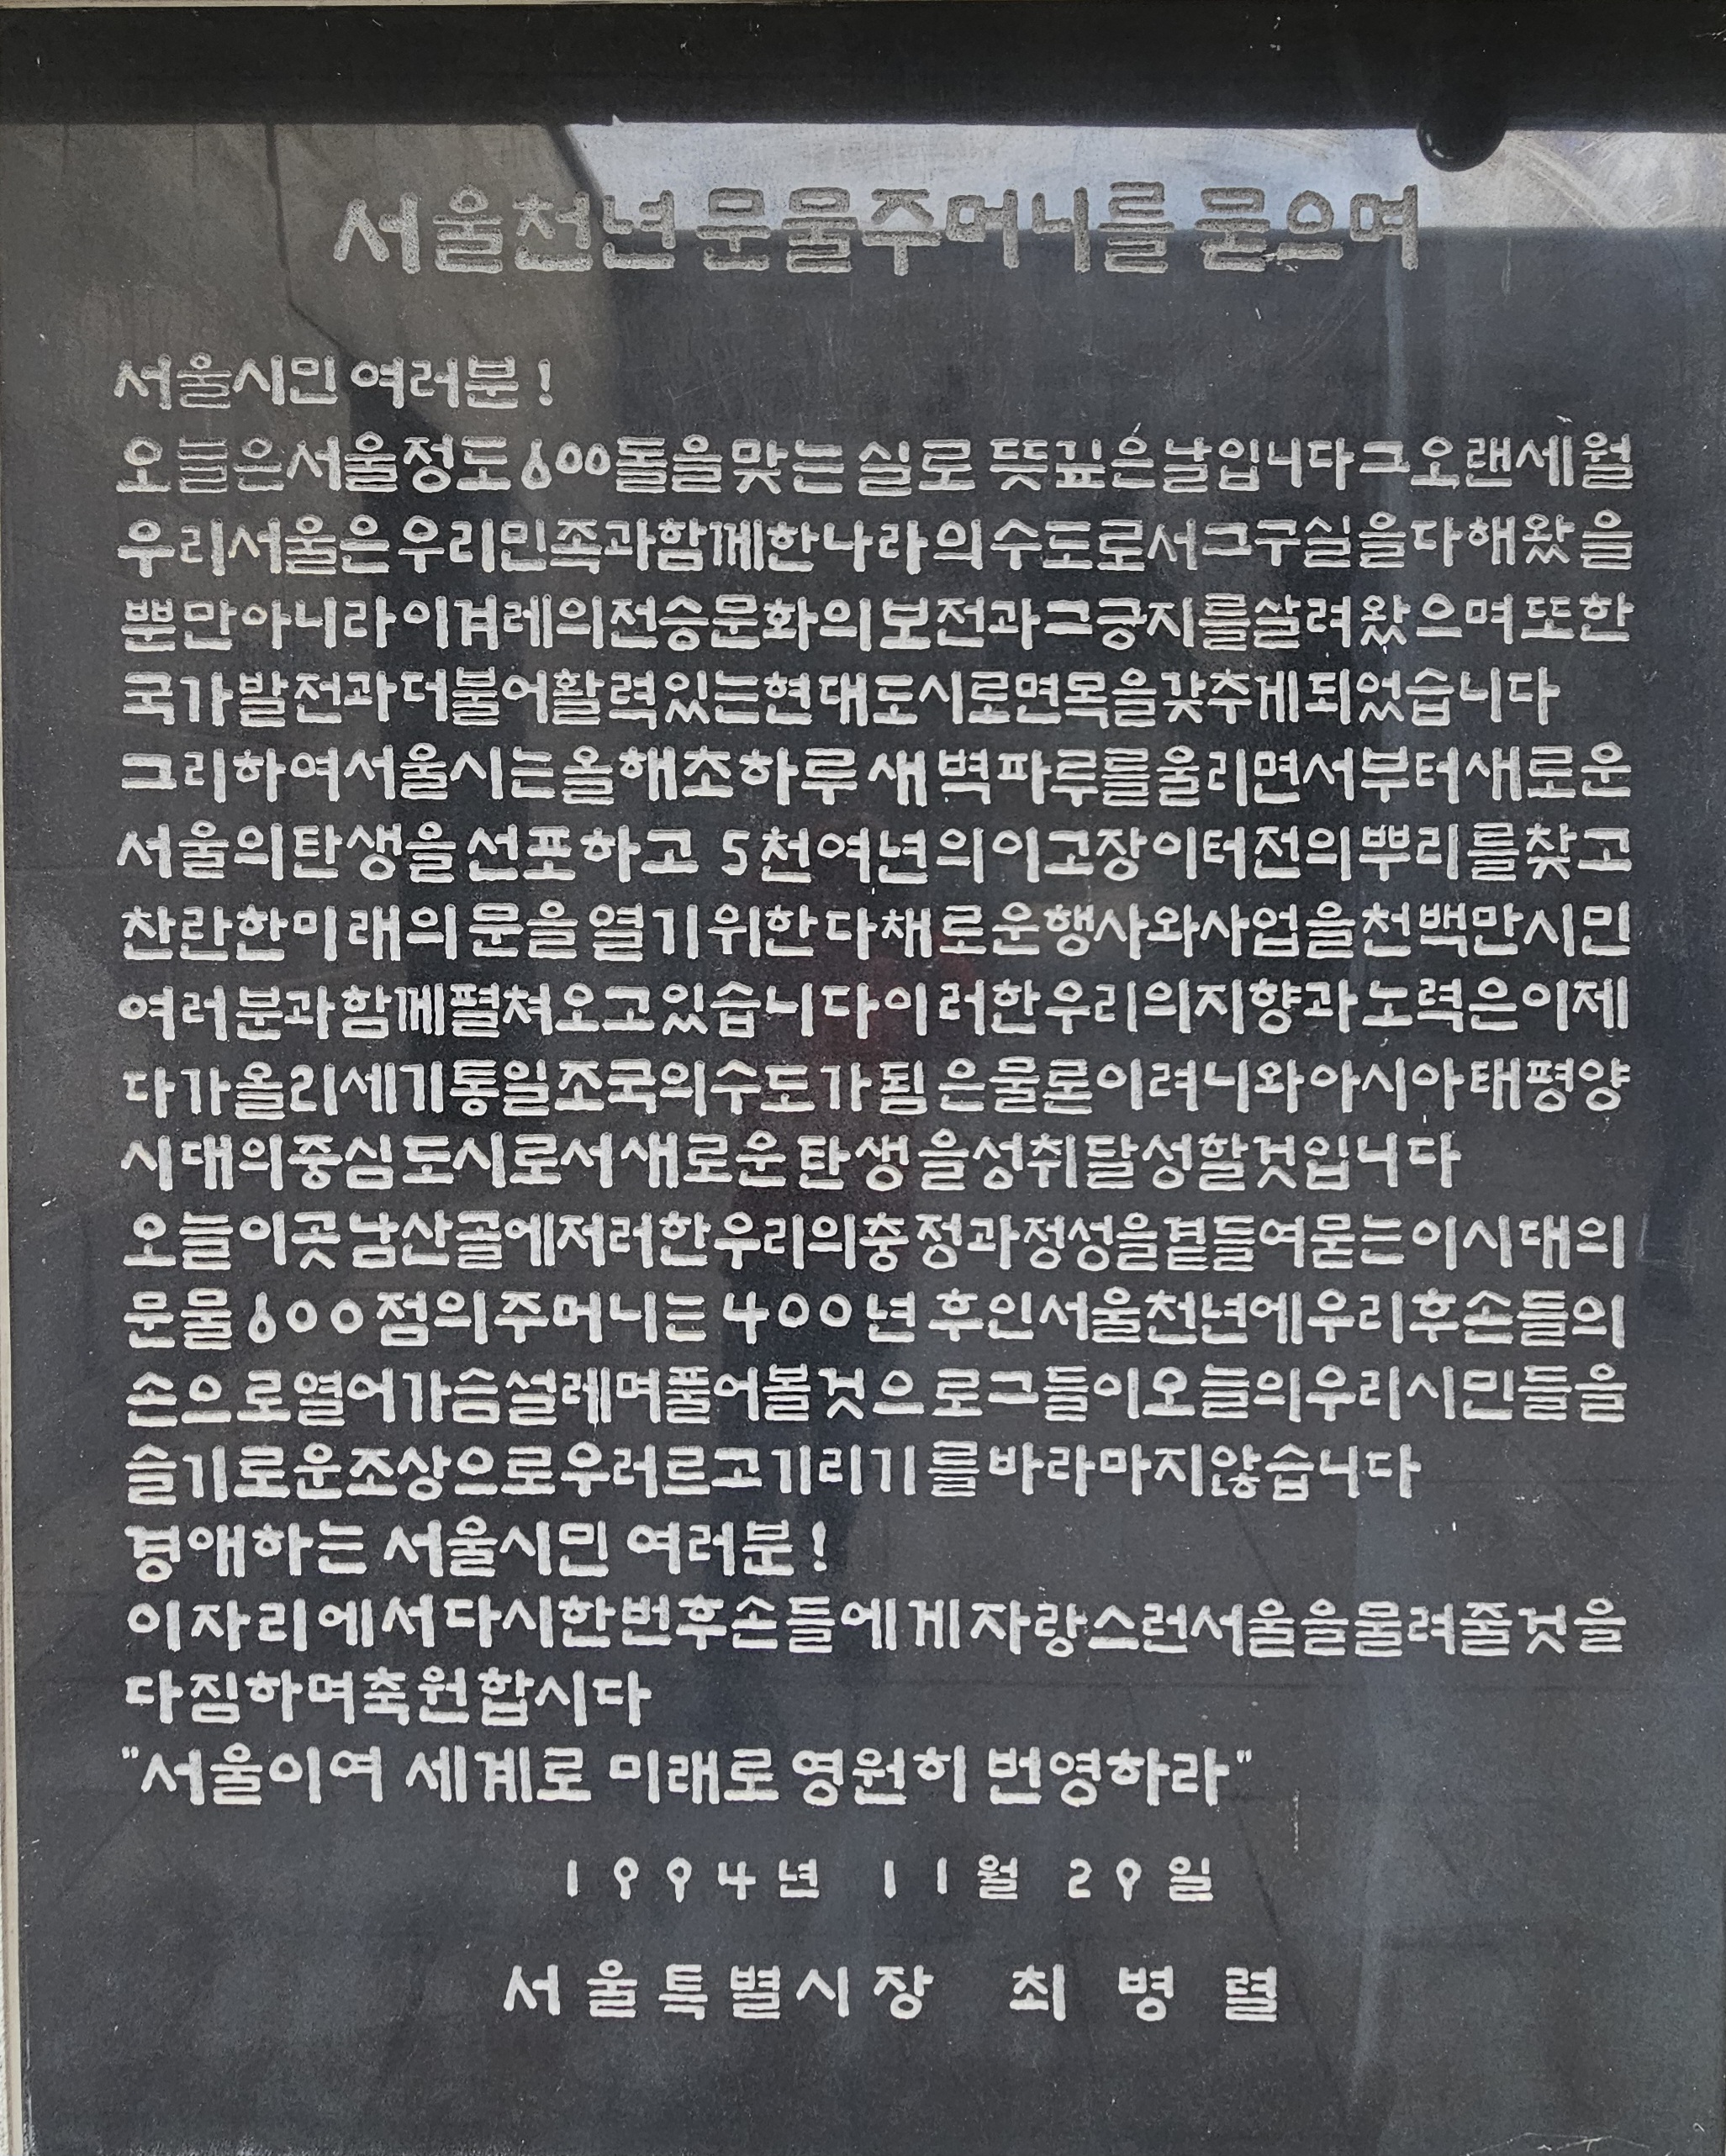 서울천년 문물주머니를 묻으며
서울시민 여러분!
오늘은서울정도600돌을 맞는 실로 뜻깊은날입니다그오랜세월
우리서울은 우리민족과함께한나라의수도로서그구실을다해왔을
뿐만아니라이겨레의전승문화의보전과그긍지를살려왔으며또한
국가발전과더불어활력있는현대도시로면목을갖추게되었습니다
그리하여서울시는올해초하루 새벽파루를울리면서부터새로운
서울의탄생을선포하고 5천여년의이고장이터전의뿌리를찾고
찬란한미래의문을열기위한다채로운행사와사업을천백만시민
여러분과함께펼쳐오고있습니다이러한우리의지향과노력은이제
다가올21세기통일조국의수도가됨은물론이려니와아시아태평양
시대의중심도시로서새로운탄생을성취달성할것입니다
오늘이곳남산골에저러한우리의충정과정성을곁들여묻는이시대의
문물600점의주머니는 400년 후인서울천년에우리후손들의
손으로열어가슴설레며풀어볼것으로그들이오늘의우리시민들을
슬기로운조상으로우러르고기리기를바라마지않습니다
경애하는 서울시민 여러분!
이자리에서다시한번후손들에게자랑스런서울을물려줄것을
다짐하며축원합시다
"서울이여 세계로 미래로 영원히 번영하라"
1994년 11월 29일
서울특별시장 최병렬